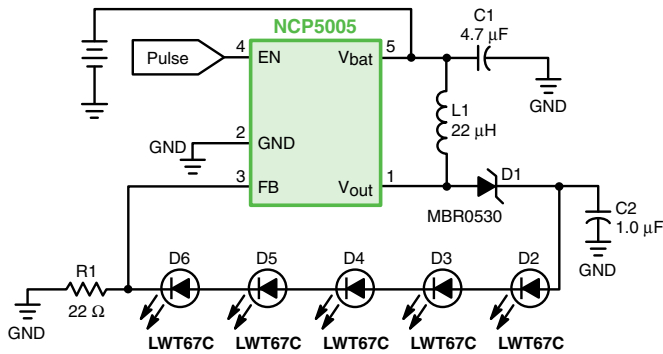 NCP5005
C1
4.7 µF
Pulse
4
EN
Vbat
5
GND
L1
22 µH
GND
2
GND
3
FB
Vout
1
D1
MBR0530
C2
1.0 µF
GND
R1
22 Ω
GND
D6
D5
D4
D3
D2
LWT67C
LWT67C
LWT67C
LWT67C
LWT67C